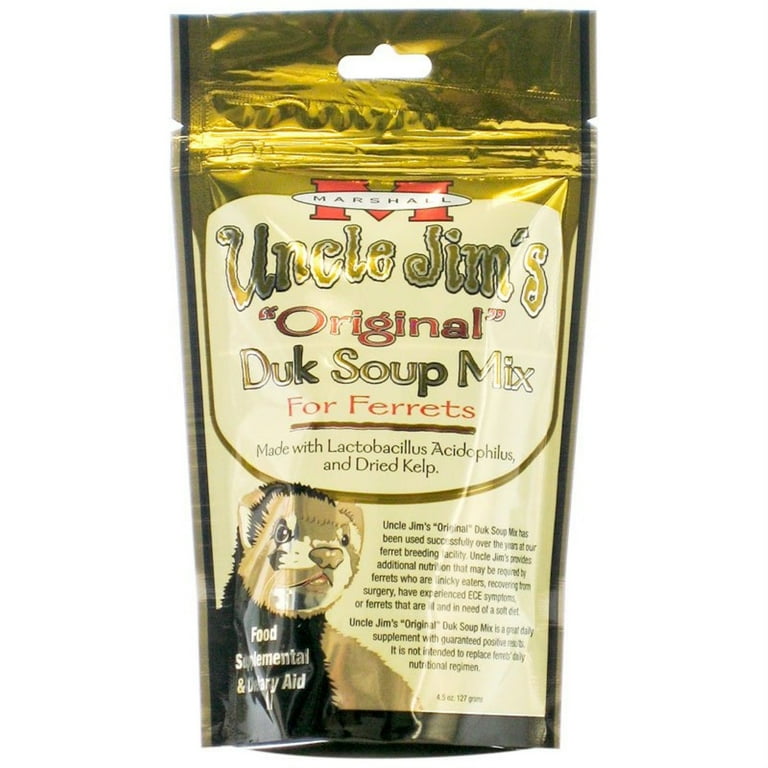 M
MARSHALL
Uncle Jim's
"Original"
Duk Soup Mix
For Ferrets
Made with Lactobacillus Acidophilus,
and Dried Kelp.
Uncle Jim's "Original" Duk Soup Mix has
been used successfully over the years at our
ferret breeding facility. Uncle Jim's provides
additional nutrition that may be required by
ferrets who are finicky eaters, recovering from
surgery, have experienced ECE symptoms,
or ferrets that are ill and in need of a soft diet.
Uncle Jim's "Original" Duk Soup Mix is a great daily
supplement with guaranteed positive results.
It is not intended to replace ferrets' daily
nutritional regimen.
Food
Supplemental
& Dietary Aid
4.5 oz. 127 grams